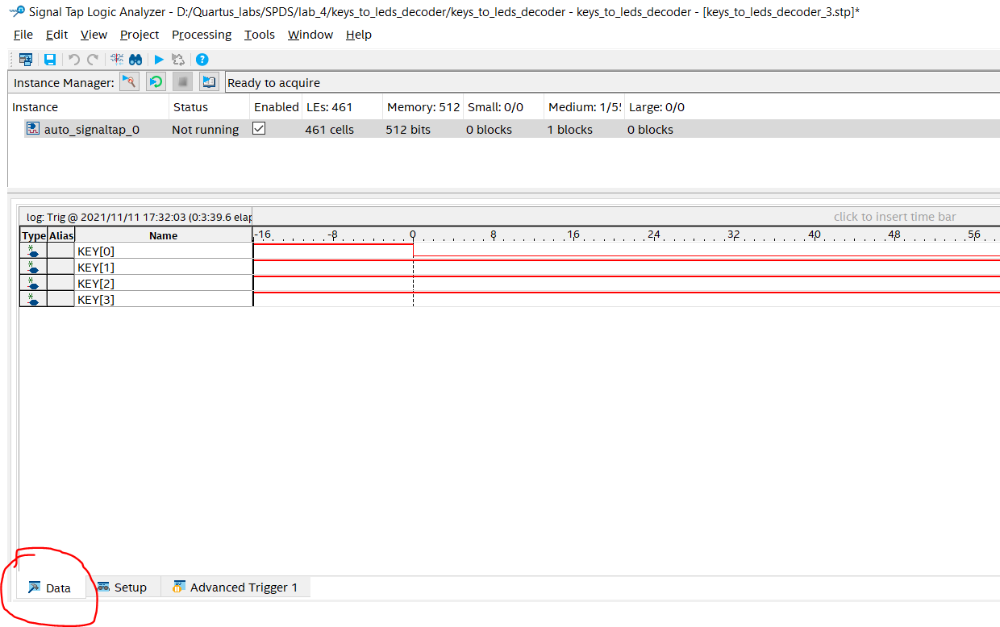 Signal Tap Logic Analyzer - D:/Quartus_labs/SPDS/lab_4/keys_to_leds_decoder/keys_to_leds_decoder - keys_to_leds_decoder - [keys_to_leds_decoder_3.stp]*
File Edit View Project Processing Tools Window Help
Instance Manager: Ready to acquire
Instance Status Enabled LEs: 461 Memory: 512 Small: 0/0 Medium: 1/5 Large: 0/0
auto_signaltap_0 Not running 461 cells 512 bits 0 blocks 1 blocks 0 blocks
log: Trig @ 2021/11/11 17:32:03 (0:3:39.6 elap click to insert time bar
Type Alias Name -16 -8 0 8 16 24 32 40 48 56
KEY[0]
KEY[1]
KEY[2]
KEY[3]
Data Setup Advanced Trigger 1